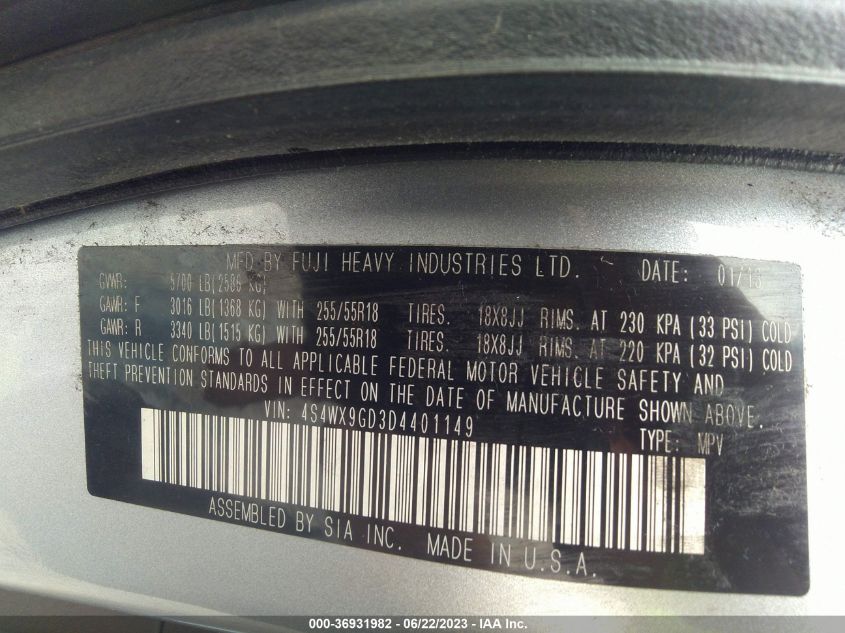 MFD BY FUJI HEAVY INDUSTRIES LTD. DATE: 01/13
GVWR: 5700 LB(2586 KG)
GAWR: F 3016 LB(1368 KG) WITH 255/55R18 TIRES. 18X8JJ RIMS. AT 230 KPA (33 PSI) COLD
GAWR: R 3340 LB(1515 KG) WITH 255/55R18 TIRES. 18X8JJ RIMS. AT 220 KPA (32 PSI) COLD
THIS VEHICLE CONFORMS TO ALL APPLICABLE FEDERAL MOTOR VEHICLE SAFETY AND
THEFT PREVENTION STANDARDS IN EFFECT ON THE DATE OF MANUFACTURE SHOWN ABOVE.
VIN: 4S4WX9GD3D4401149
TYPE: MPV
ASSEMBLED BY SIA INC. MADE IN U.S.A.
000-36931982 - 06/22/2023 - IAA Inc.